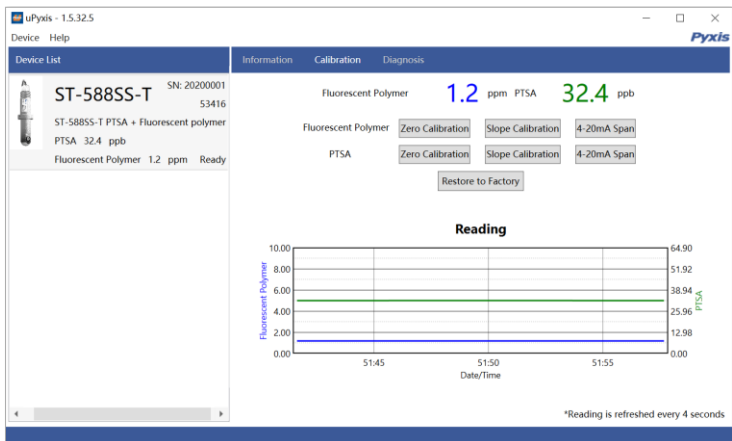 uPyxis - 1.5.32.5
Device Help
Pyxis
Device List
Information Calibration Diagnosis
ST-588SS-T
SN: 20200001
53416
ST-588SS-T PTSA + Fluorescent polymer
PTSA 32.4 ppb
Fluorescent Polymer 1.2 ppm Ready
Fluorescent Polymer 1.2 ppm PTSA 32.4 ppb
Fluorescent Polymer Zero Calibration Slope Calibration 4-20mA Span
PTSA Zero Calibration Slope Calibration 4-20mA Span
Restore to Factory
Reading
Fluorescent Polymer
10.00
8.00
6.00
4.00
2.00
0.00
64.90
51.92
38.94
25.96
12.98
0.00
PTSA
51:45 51:50 51:55
Date/Time
*Reading is refreshed every 4 seconds